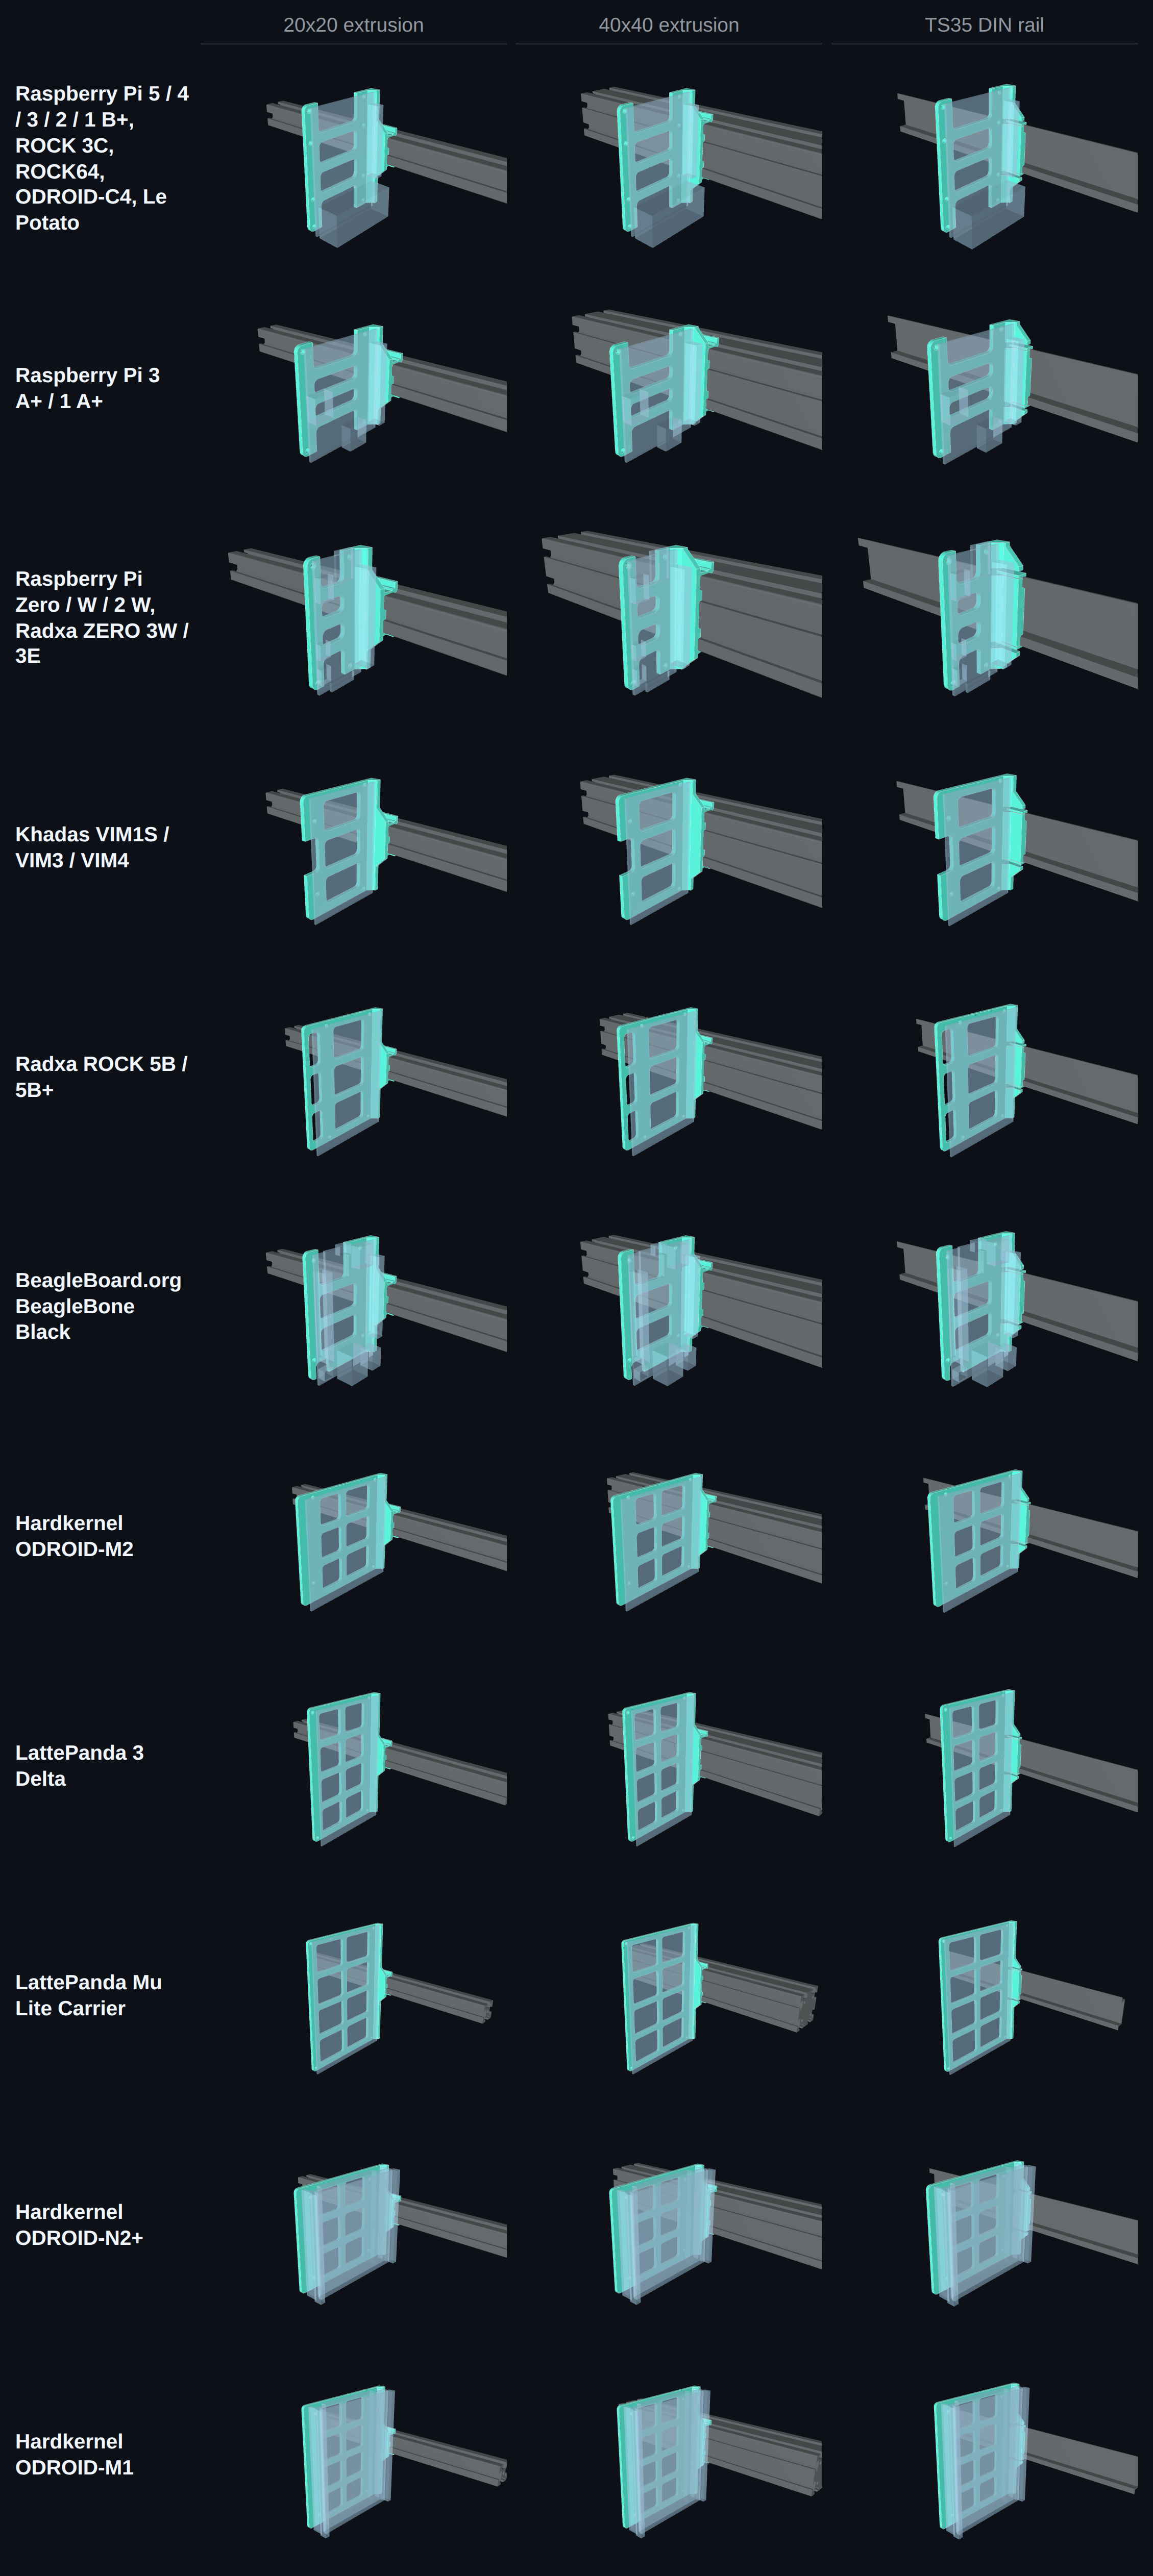 20x20 extrusion
40x40 extrusion
TS35 DIN rail
Raspberry Pi 5 / 4
/ 3 / 2 / 1 B+,
ROCK 3C,
ROCK64,
ODROID-C4, Le
Potato
Raspberry Pi 3
A+ / 1 A+
Raspberry Pi
Zero / W / 2 W,
Radxa ZERO 3W /
3E
Khadas VIM1S /
VIM3 / VIM4
Radxa ROCK 5B /
5B+
BeagleBoard.org
BeagleBone
Black
Hardkernel
ODROID-M2
LattePanda 3
Delta
LattePanda Mu
Lite Carrier
Hardkernel
ODROID-N2+
Hardkernel
ODROID-M1